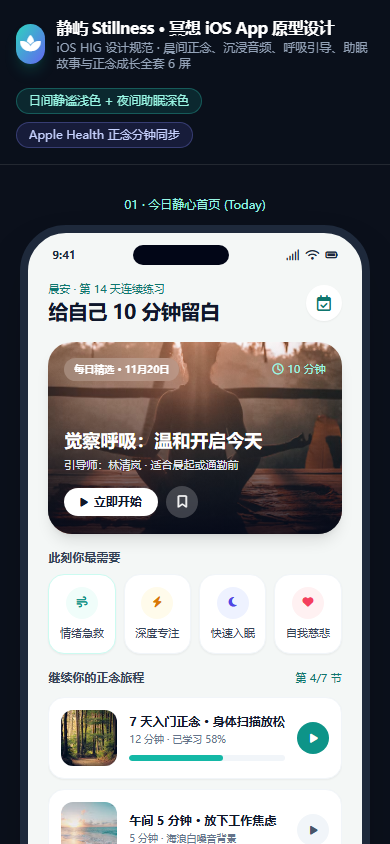 静屿 Stillness • 冥想 iOS App 原型设计
iOS HIG 设计规范 · 晨间正念、沉浸音频、呼吸引导、助眠
故事与正念成长全套 6 屏
日间静谧浅色 + 夜间助眠深色
Apple Health 正念分钟同步
01 · 今日静心首页 (Today)
9:41
晨安 · 第 14 天连续练习
给自己 10 分钟留白
每日精选 • 11月20日
10 分钟
觉察呼吸：温和开启今天
引导师：林清岚 · 适合晨起或通勤前
立即开始
此刻你最需要
情绪急救
深度专注
快速入眠
自我慈悲
继续你的正念旅程
第 4/7 节
7 天入门正念 • 身体扫描放松
12 分钟 · 已学习 58%
午间 5 分钟 • 放下工作焦虑
5 分钟 · 海浪白噪音背景